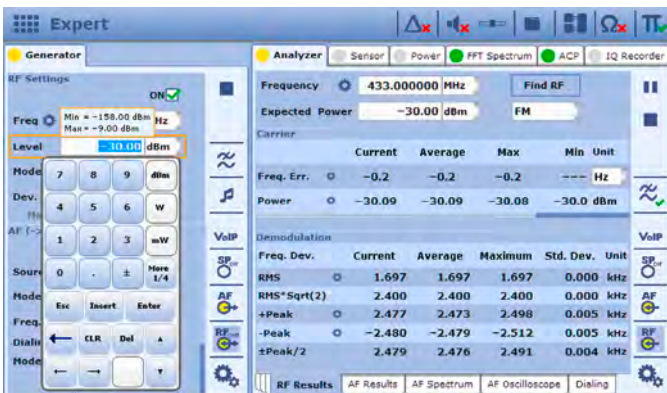 Expert
Generator
RF Settings
ON
Freq
Min = -158.00 dBm
Max = -9.00 dBm
Hz
Level -30.00 dBm
Mode
Dev.
AF
Source
Mode
Freq.
Mode
7 8 9 dBm
4 5 6 W
1 2 3 mW
0 . ± More 1/4
Esc Insert Enter
CLR Del
VoIP
SP
AF
RF
Analyzer Sensor Power FFT Spectrum ACP IQ Recorder
Frequency 433.000000 MHz Find RF
Expected Power -30.00 dBm FM
Carrier
Current Average Max Min Unit
Freq. Err. -0.2 -0.2 -0.2 --- Hz
Power -30.09 -30.09 -30.08 -30.0 dBm
Demodulation
Freq. Dev. Current Average Maximum Std. Dev. Unit
RMS 1.697 1.697 1.697 0.000 kHz
RMS*Sqrt(2) 2.400 2.400 2.400 0.000 kHz
+Peak 2.477 2.473 2.498 0.005 kHz
-Peak -2.480 -2.479 -2.512 0.005 kHz
±Peak/2 2.479 2.476 2.491 0.004 kHz
RF Results AF Results AF Spectrum AF Oscilloscope Dialing
VoIP
SP
AF
RF